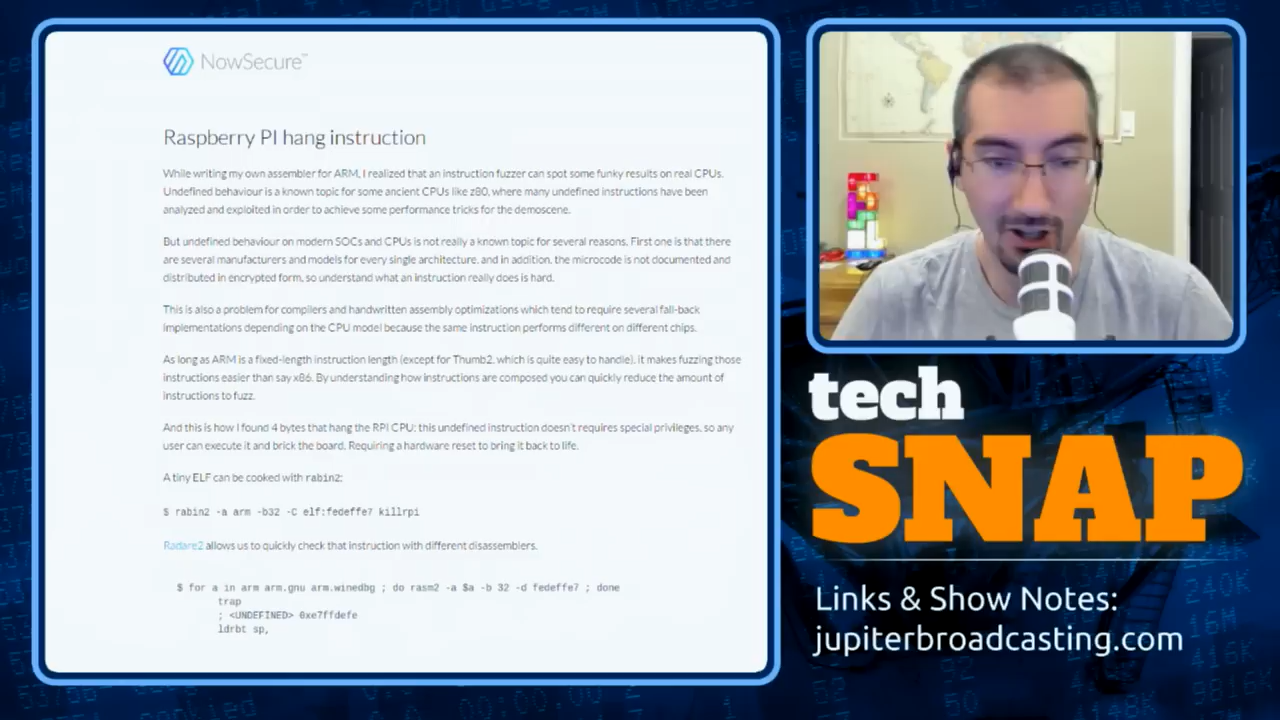 NowSecure™
Raspberry PI hang instruction
While writing my own assembler for ARM, I realized that an instruction fuzzer can spot some funky results on real CPUs.
Undefined behaviour is a known topic for some ancient CPUs like z80, where many undefined instructions have been
analyzed and exploited in order to achieve some performance tricks for the demoscene.
But undefined behaviour on modern SOCs and CPUs is not really a known topic for several reasons. First one is that there
are several manufacturers and models for every single architecture, and in addition, the microcode is not documented and
distributed in encrypted form, so understand what an instruction really does is hard.
This is also a problem for compilers and handwritten assembly optimizations which tend to require several fall-back
implementations depending on the CPU model because the same instruction performs different on different chips.
As long as ARM is a fixed-length instruction length (except for Thumb2, which is quite easy to handle), it makes fuzzing those
instructions easier than say x86. By understanding how instructions are composed you can quickly reduce the amount of
instructions to fuzz.
And this is how I found 4 bytes that hang the RPI CPU; this undefined instruction doesn't requires special privileges, so any
user can execute it and brick the board. Requiring a hardware reset to bring it back to life.
A tiny ELF can be cooked with rabin2:
$ rabin2 -a arm -b32 -C elf:fedeffe7 killrpi
Radare2 allows us to quickly check that instruction with different disassemblers.
$ for a in arm arm.gnu arm.winedbg ; do rasm2 -a $a -b 32 -d fedeffe7 ; done
trap
; <UNDEFINED> 0xe7ffdefe
ldrbt sp,
tech
SNAP
Links & Show Notes:
jupiterbroadcasting.com